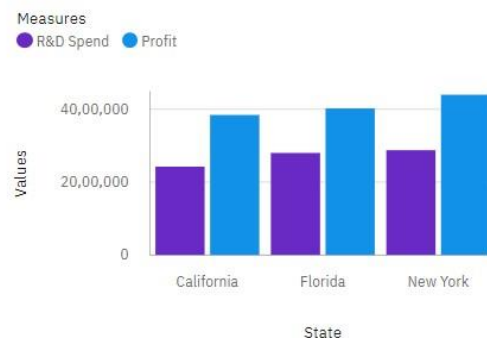 Measures
R&D Spend Profit
40,00,000
Values
20,00,000
0
California Florida New York
State